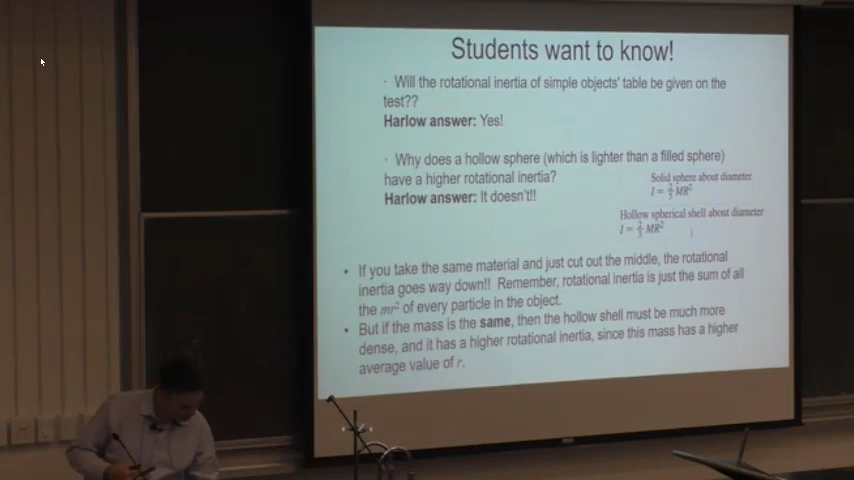 Students want to know!
· Will the rotational inertia of simple objects' table be given on the
test??
Harlow answer: Yes!
· Why does a hollow sphere (which is lighter than a filled sphere)
have a higher rotational inertia?
Harlow answer: It doesn't!!
Solid sphere about diameter
I = 2/5 MR²
Hollow spherical shell about diameter
I = 2/3 MR²
• If you take the same material and just cut out the middle, the rotational
inertia goes way down!! Remember, rotational inertia is just the sum of all
the mr² of every particle in the object.
• But if the mass is the same, then the hollow shell must be much more
dense, and it has a higher rotational inertia, since this mass has a higher
average value of r.